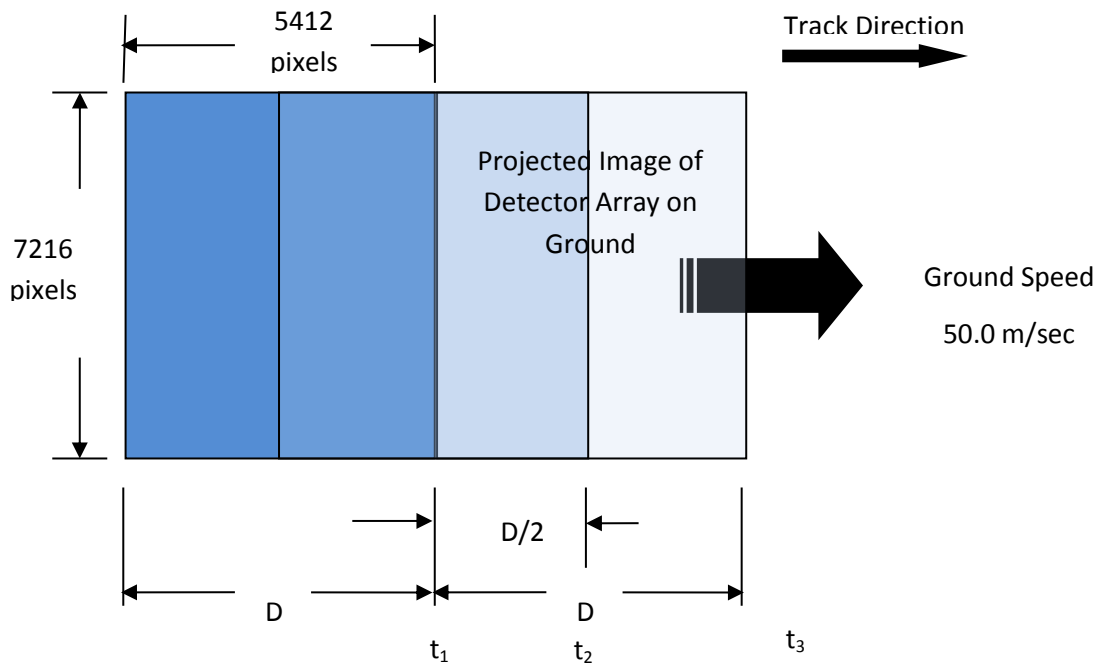 5412
pixels
Track Direction
Projected Image of
Detector Array on
Ground
7216
pixels
Ground Speed
50.0 m/sec
D/2
D
D
t₁
t₂
t₃